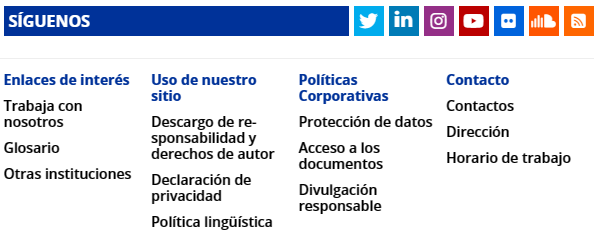 SÍGUENOS
Enlaces de interés
Trabaja con
nosotros
Glosario
Otras instituciones
Uso de nuestro
sitio
Descargo de re-
sponsabilidad y
derechos de autor
Declaración de
privacidad
Política lingüística
Políticas
Corporativas
Protección de datos
Acceso a los
documentos
Divulgación
responsable
Contacto
Contactos
Dirección
Horario de trabajo